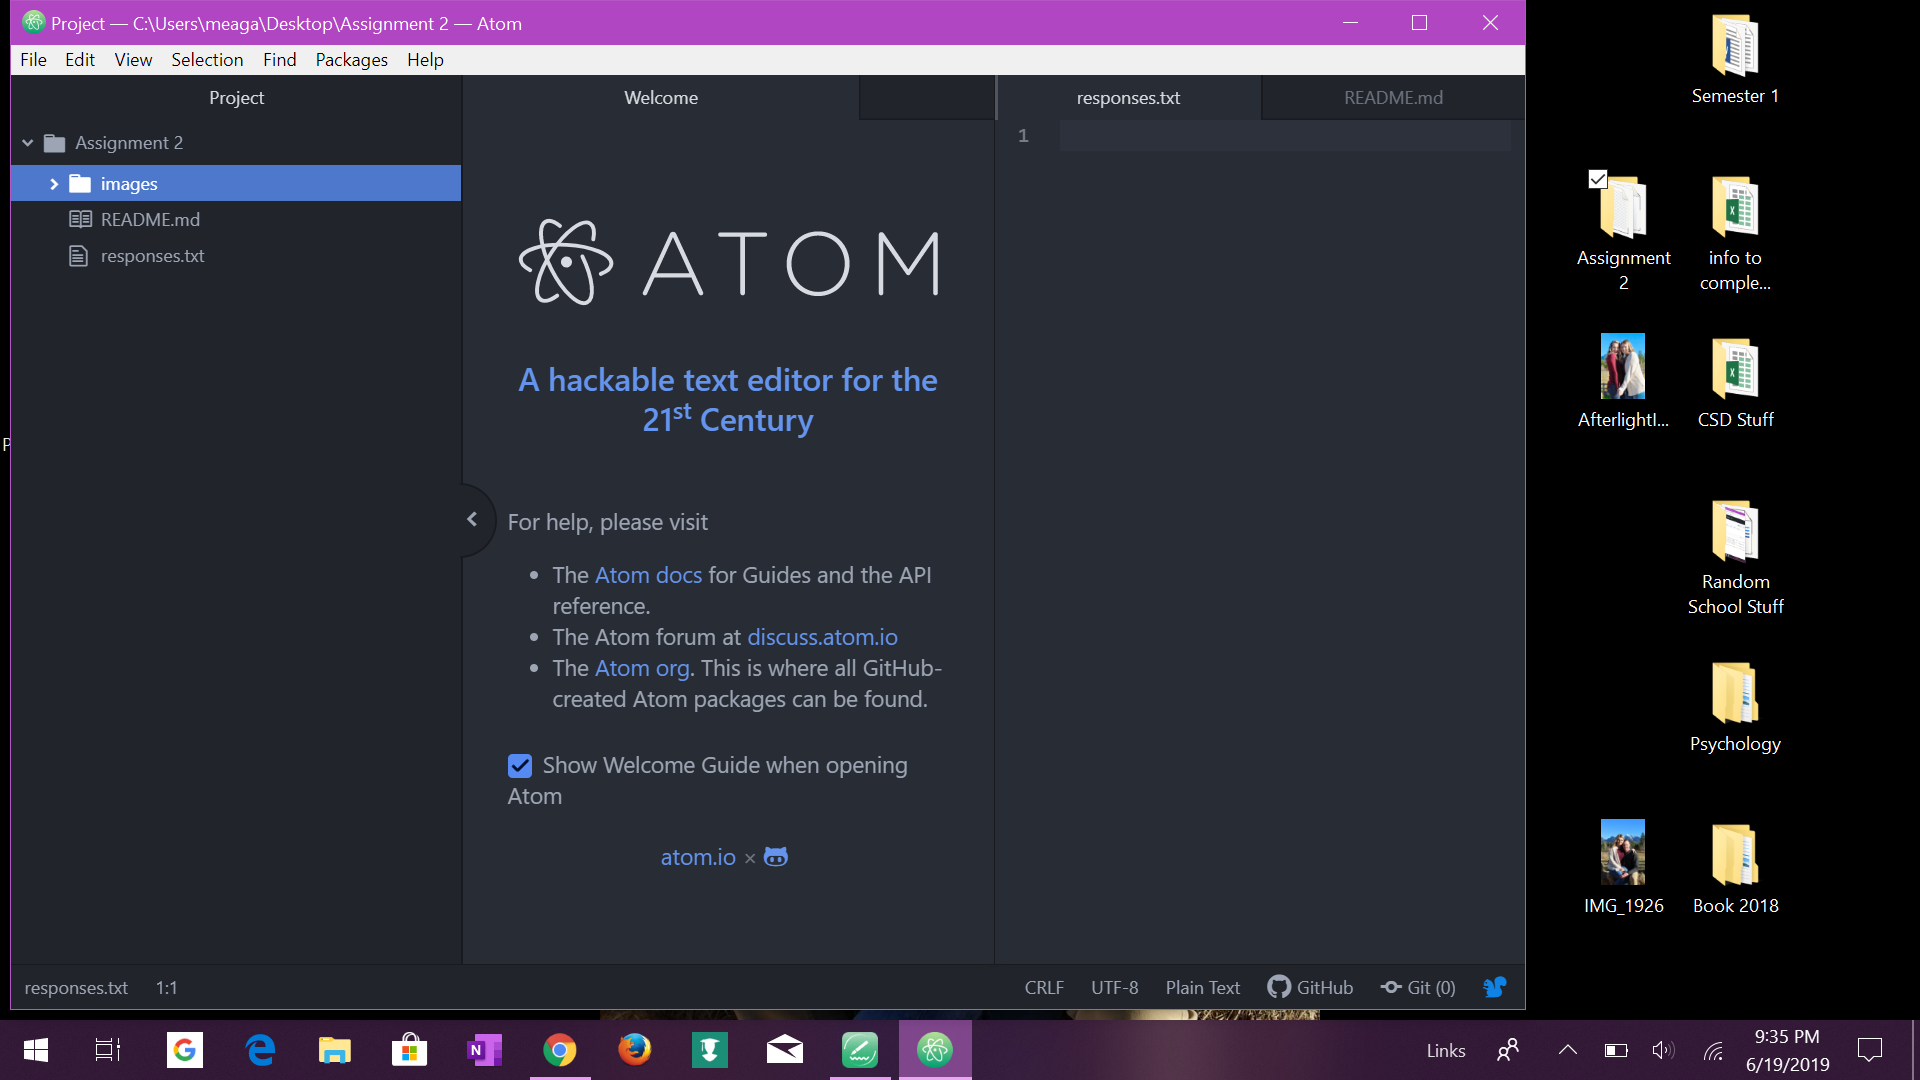 Project — C:\Users\meaga\Desktop\Assignment 2 — Atom
File Edit View Selection Find Packages Help
Project
Assignment 2
images
README.md
responses.txt
Welcome
ATOM
A hackable text editor for the
21st Century
For help, please visit
The Atom docs for Guides and the API
reference.
The Atom forum at discuss.atom.io
The Atom org. This is where all GitHub-
created Atom packages can be found.
Show Welcome Guide when opening
Atom
atom.io ×
responses.txt README.md
1
responses.txt 1:1
CRLF UTF-8 Plain Text GitHub Git (0)
P
Semester 1
Assignment
2
info to
comple...
AfterlightI...
CSD Stuff
Random
School Stuff
Psychology
IMG_1926
Book 2018
Links
9:35 PM
6/19/2019